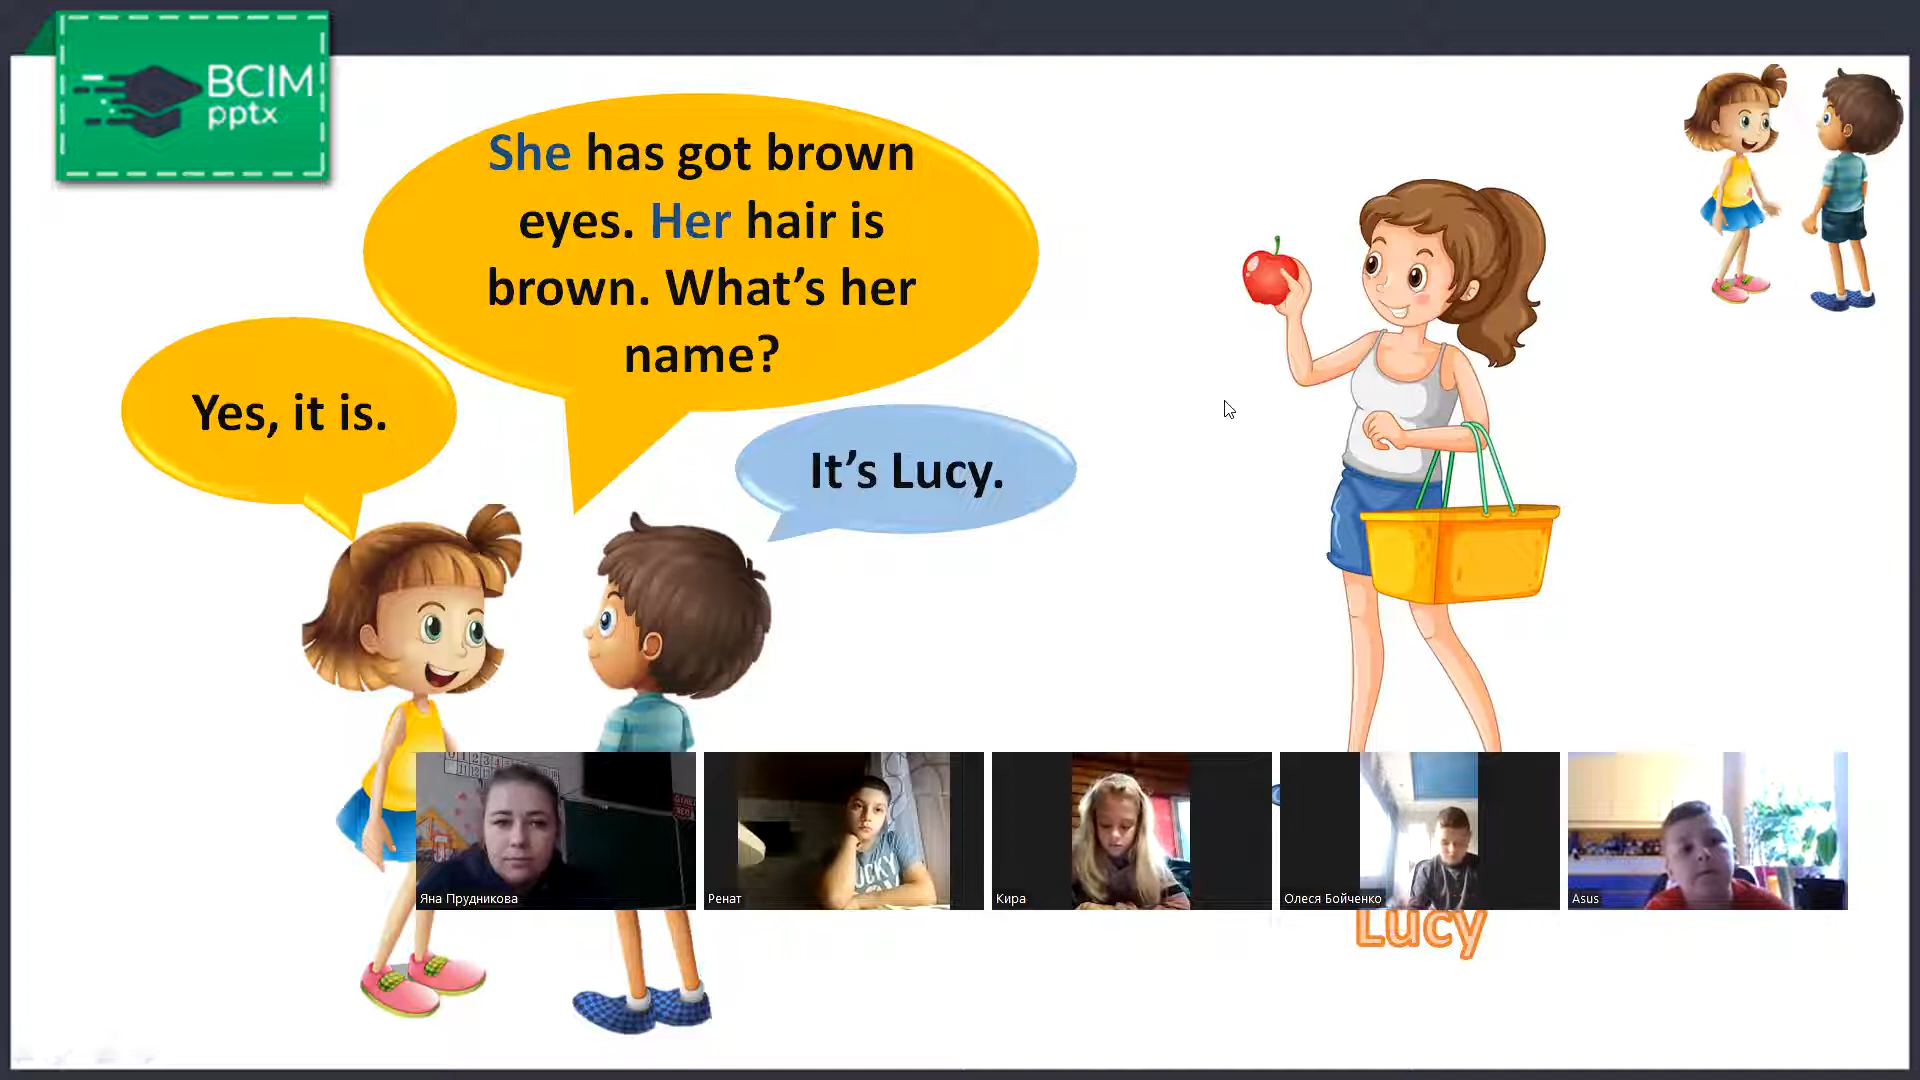 BCIM
pptx
She has got brown
eyes. Her hair is
brown. What’s her
name?
Yes, it is.
It’s Lucy.
Яна Прудникова
Ренат
Кира
Олеся Бойченко
Asus
Lucy